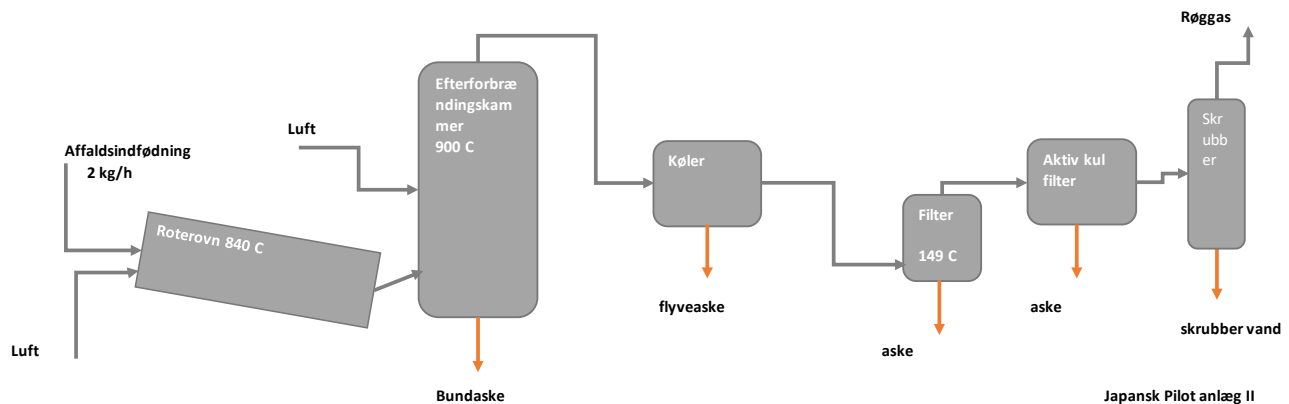 Røggas
Efterforbræ
ndingskam
mer
900 C
Skr
ubb
er
Luft
Affaldsindfødning
2 kg/h
Køler
Aktiv kul
filter
Roterovn 840 C
Filter
149 C
flyveaske
aske
skrubber vand
Luft
aske
Bundaske
Japansk Pilot anlæg II